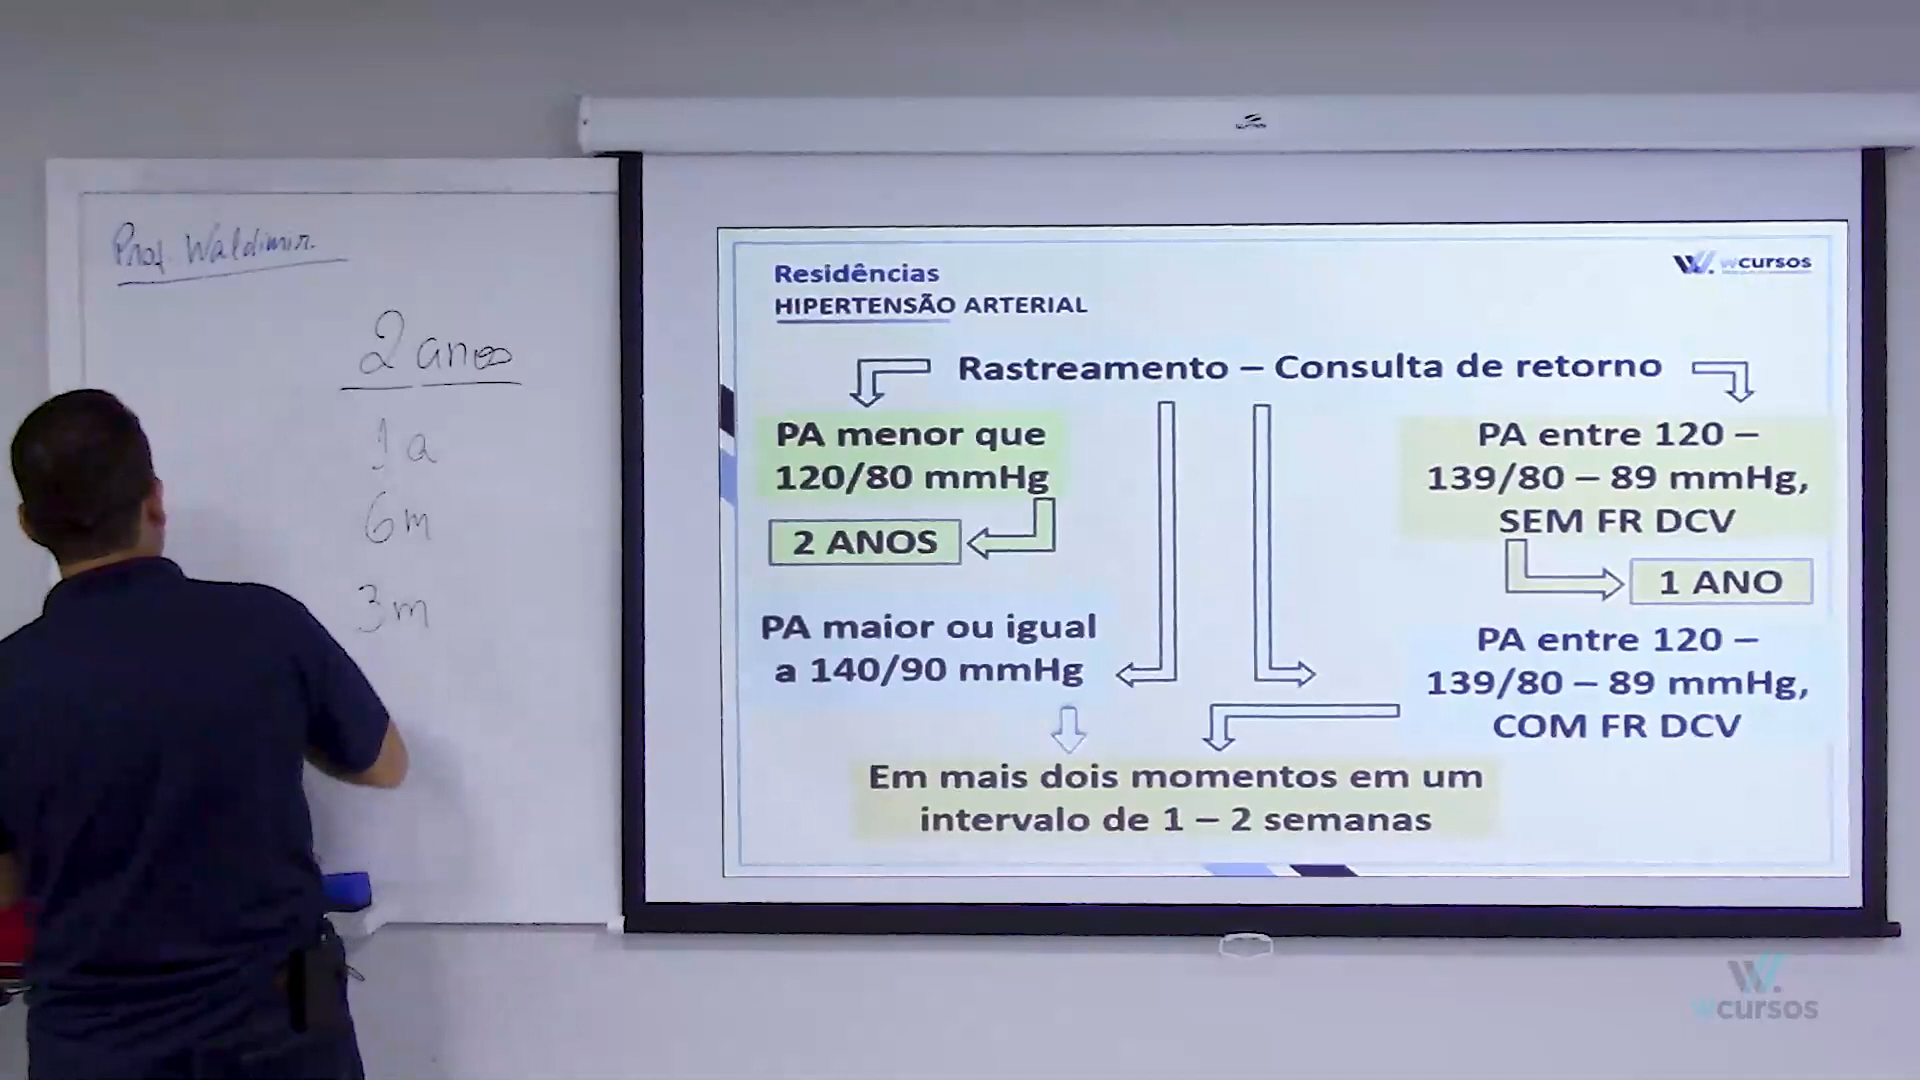 Prof. Waldimir
2 anos
1 a
6 m
3 m
wcursos
Residências
HIPERTENSÃO ARTERIAL
Rastreamento – Consulta de retorno
PA menor que
120/80 mmHg
2 ANOS
PA entre 120 –
139/80 – 89 mmHg,
SEM FR DCV
1 ANO
PA maior ou igual
a 140/90 mmHg
PA entre 120 –
139/80 – 89 mmHg,
COM FR DCV
Em mais dois momentos em um
intervalo de 1 – 2 semanas
wcursos